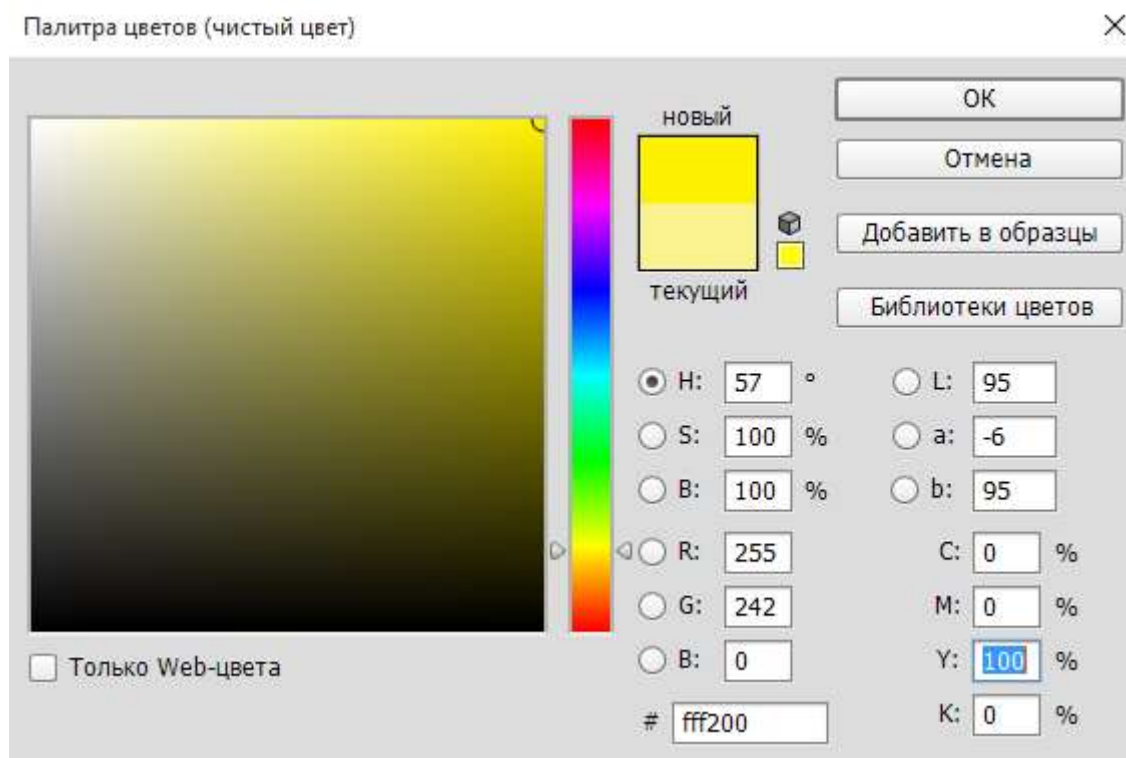 Палитра цветов (чистый цвет)
новый
текущий
ОК
Отмена
Добавить в образцы
Библиотеки цветов
H: 57 °
L: 95
S: 100 %
a: -6
B: 100 %
b: 95
R: 255
C: 0 %
G: 242
M: 0 %
B: 0
Y: 100 %
# fff200
K: 0 %
Только Web-цвета